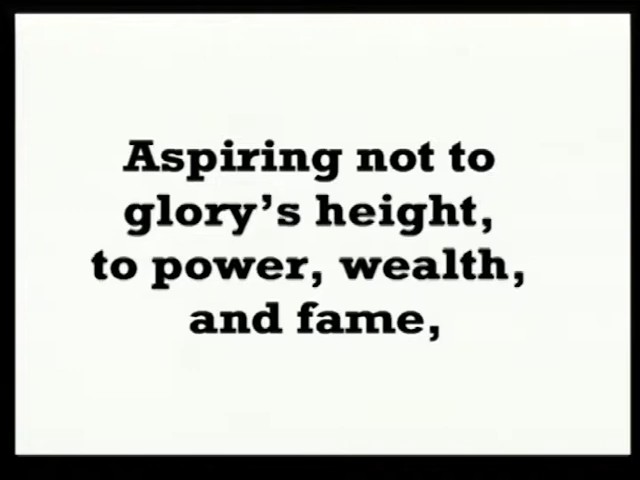 Aspiring not to
glory’s height,
to power, wealth,
and fame,